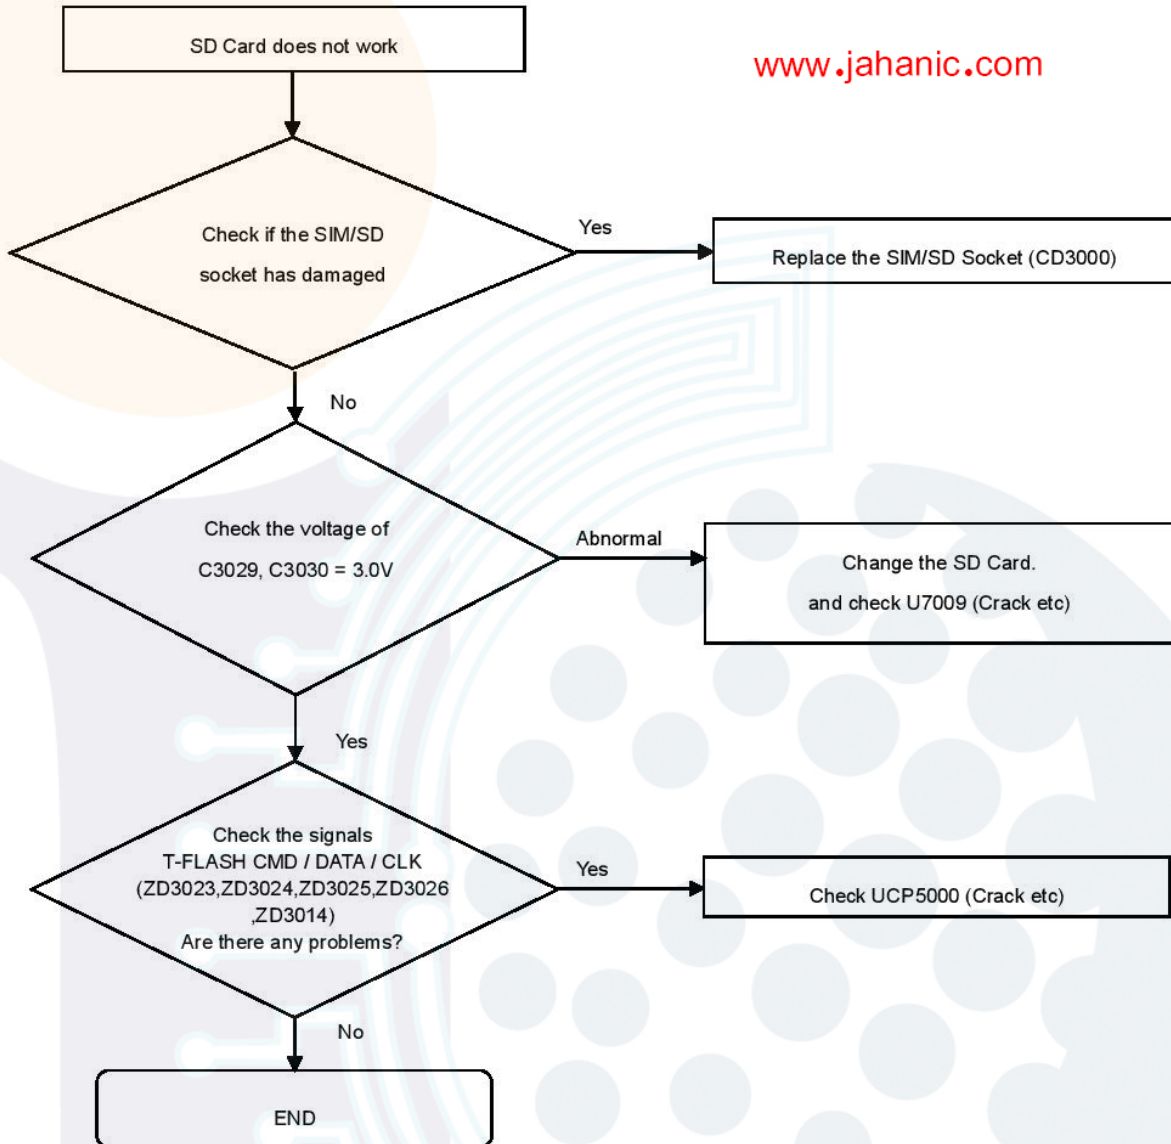 SD Card does not work
www.jahanic.com
Check if the SIM/SD
socket has damaged
Yes
Replace the SIM/SD Socket (CD3000)
No
Check the voltage of
C3029, C3030 = 3.0V
Abnormal
Change the SD Card.
and check U7009 (Crack etc)
Yes
Check the signals
T-FLASH CMD / DATA / CLK
(ZD3023,ZD3024,ZD3025,ZD3026
,ZD3014)
Are there any problems?
Yes
Check UCP5000 (Crack etc)
No
END